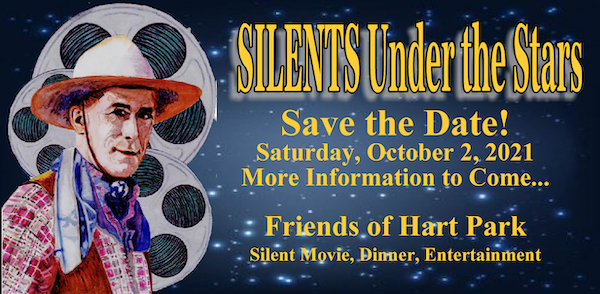 SILENTS Under the Stars
Save the Date!
Saturday, October 2, 2021
More Information to Come...
Friends of Hart Park
Silent Movie, Dinner, Entertainment